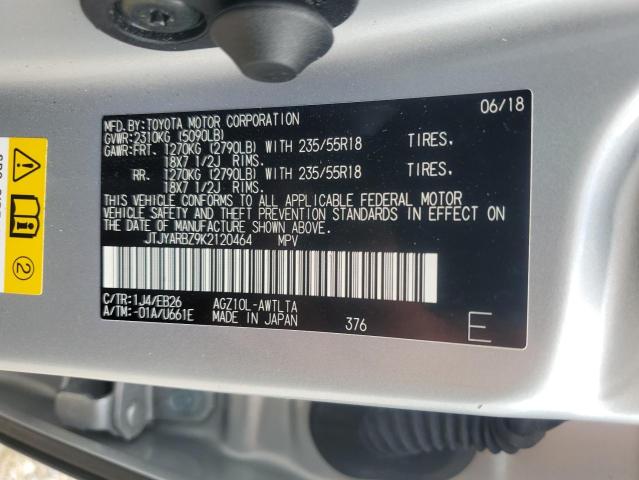 MFD.BY:TOYOTA MOTOR CORPORATION 06/18
GVWR:2310KG (5090LB)
GAWR:FRT. 1270KG (2790LB) WITH 235/55R18 TIRES,
18X7 1/2J RIMS.
RR. 1270KG (2790LB) WITH 235/55R18 TIRES,
18X7 1/2J RIMS.
THIS VEHICLE CONFORMS TO ALL APPLICABLE FEDERAL MOTOR
VEHICLE SAFETY AND THEFT PREVENTION STANDARDS IN EFFECT ON
THE DATE OF MANUFACTURE SHOWN ABOVE.
JTJYARBZ9K2120464 MPV
C/TR:1J4/EB26 AGZ10L-AWTLTA
A/TM:-01A/U661E MADE IN JAPAN 376 E
2